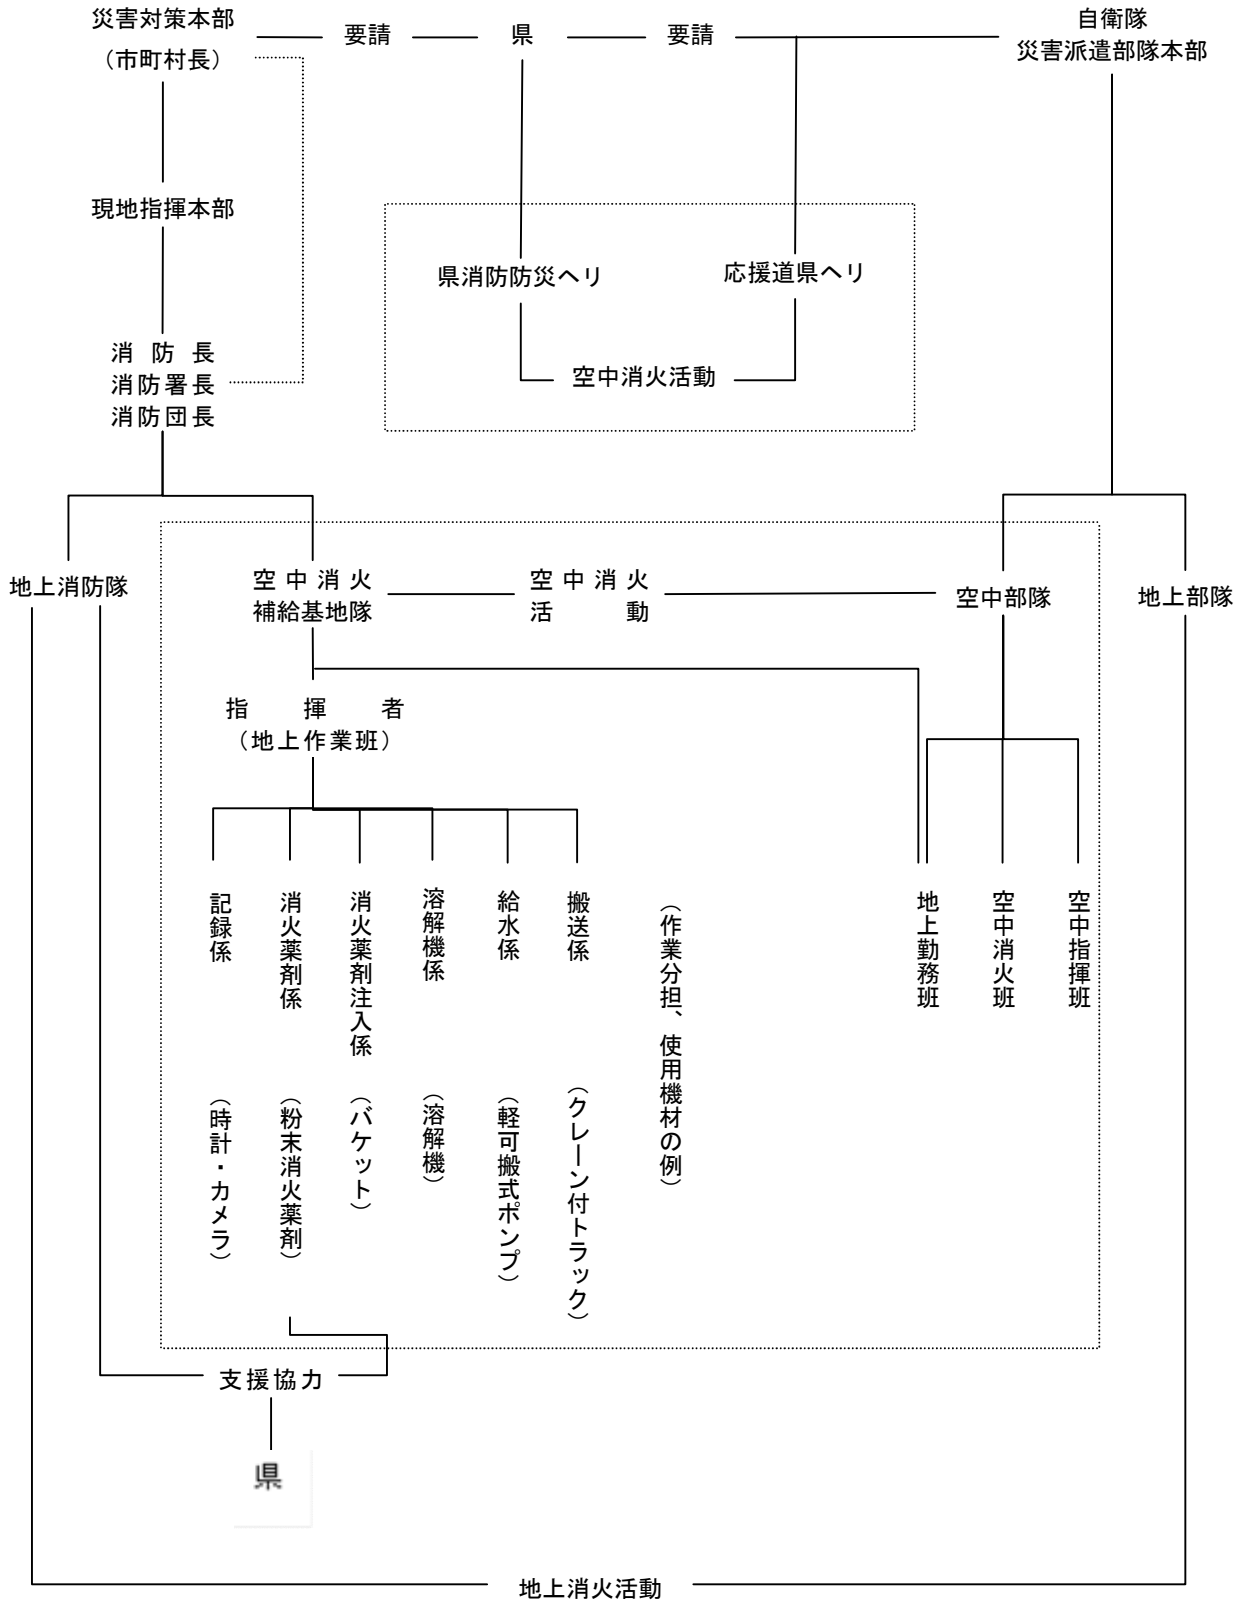 災害対策本部
（市町村長）
要請
県
要請
自衛隊
災害派遣部隊本部
現地指揮本部
県消防防災ヘリ
応援道県ヘリ
空中消火活動
消防長
消防署長
消防団長
地上消防隊
空中消火
補給基地隊
空中消火
活動
空中部隊
地上部隊
指揮者
（地上作業班）
記録係
（時計・カメラ）
消火薬剤係
（粉末消火薬剤）
消火薬剤注入係
（バケット）
溶解機係
（溶解機）
給水係
（軽可搬式ポンプ）
搬送係
（クレーン付トラック）
（作業分担、使用機材の例）
地上勤務班
空中消火班
空中指揮班
支援協力
県
地上消火活動